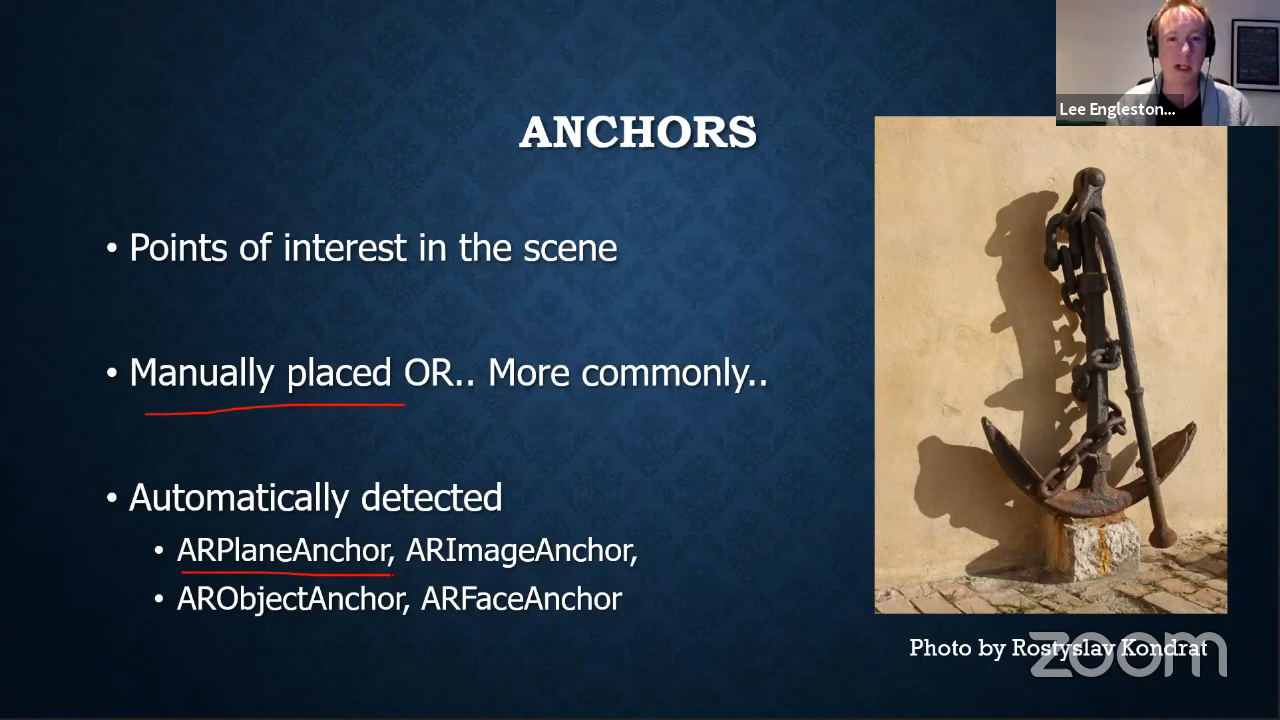 Lee Engleston...
ANCHORS
• Points of interest in the scene
• Manually placed OR.. More commonly..
• Automatically detected
• ARPlaneAnchor, ARImageAnchor,
• ARObjectAnchor, ARFaceAnchor
Photo by Rostyslav Kondrat
zoom